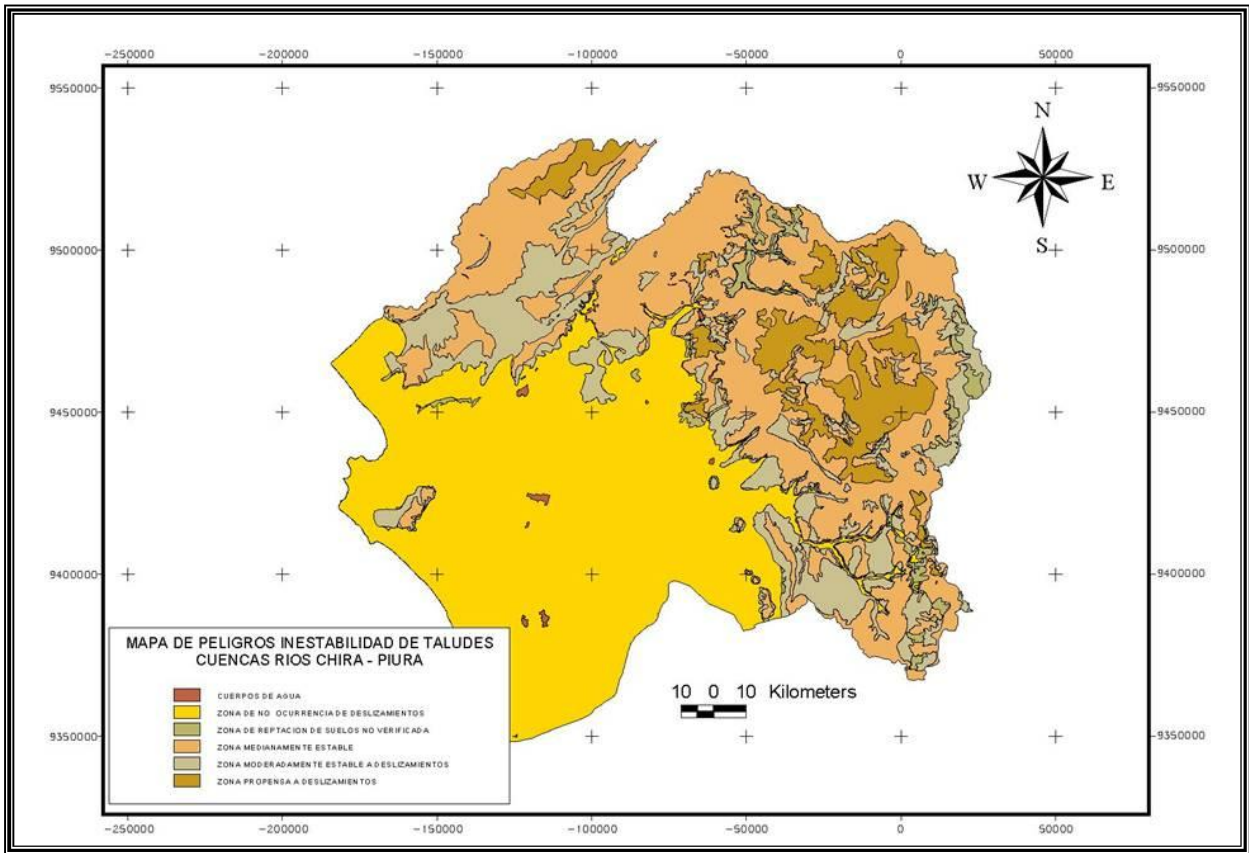 -250000 -200000 -150000 -100000 -50000 0 50000
9550000 9550000
N
W E
S
9500000 9500000
9450000 9450000
9400000 9400000
MAPA DE PELIGROS INESTABILIDAD DE TALUDES
CUENCAS RIOS CHIRA - PIURA
CUERPOS DE AGUA
ZONA DE NO OCURRENCIA DE DESLIZAMIENTOS
ZONA DE REPTACION DE SUELOS NO VERIFICADA
ZONA MEDIANAMENTE ESTABLE
ZONA MODERADAMENTE ESTABLE A DESLIZAMIENTOS
ZONA PROPENSA A DESLIZAMIENTOS
10 0 10 Kilometers
9350000 9350000
-250000 -200000 -150000 -100000 -50000 0 50000